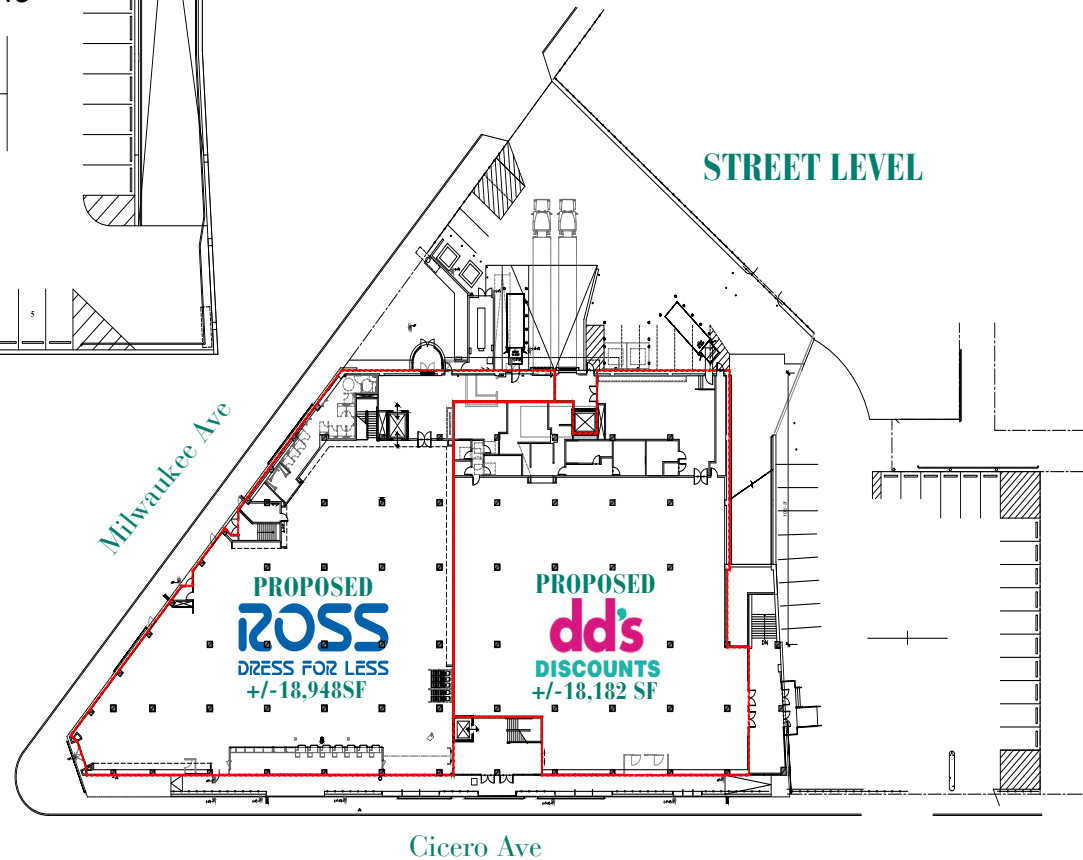 STREET LEVEL
5
Milwaukee Ave
PROPOSED
ROSS
DRESS FOR LESS
+/-18,948SF
PROPOSED
dd's
DISCOUNTS
+/-18,182 SF
Cicero Ave